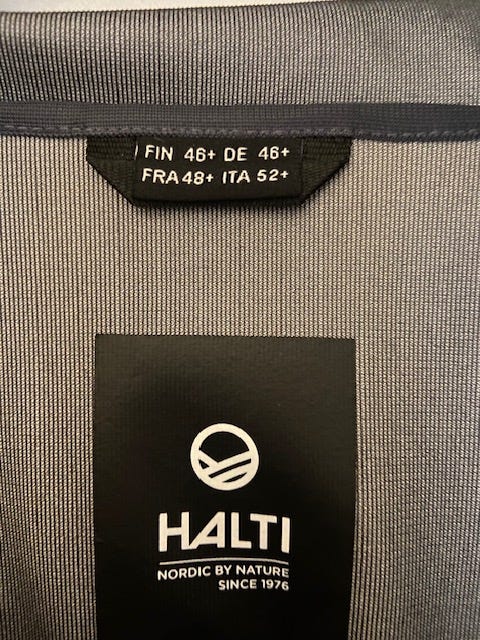 FIN 46+ DE 46+
FRA 48+ ITA 52+
HALTI
NORDIC BY NATURE
SINCE 1976